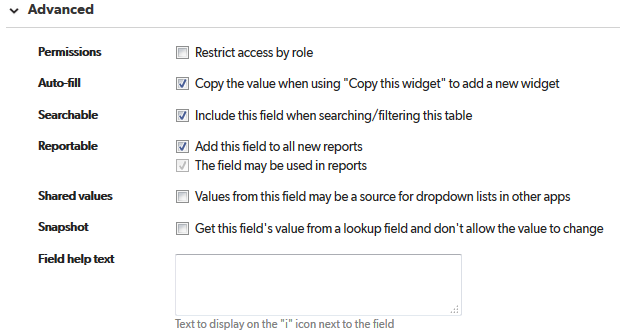 Advanced
Permissions Restrict access by role
Auto-fill Copy the value when using "Copy this widget" to add a new widget
Searchable Include this field when searching/filtering this table
Reportable Add this field to all new reports
The field may be used in reports
Shared values Values from this field may be a source for dropdown lists in other apps
Snapshot Get this field's value from a lookup field and don't allow the value to change
Field help text
Text to display on the "i" icon next to the field